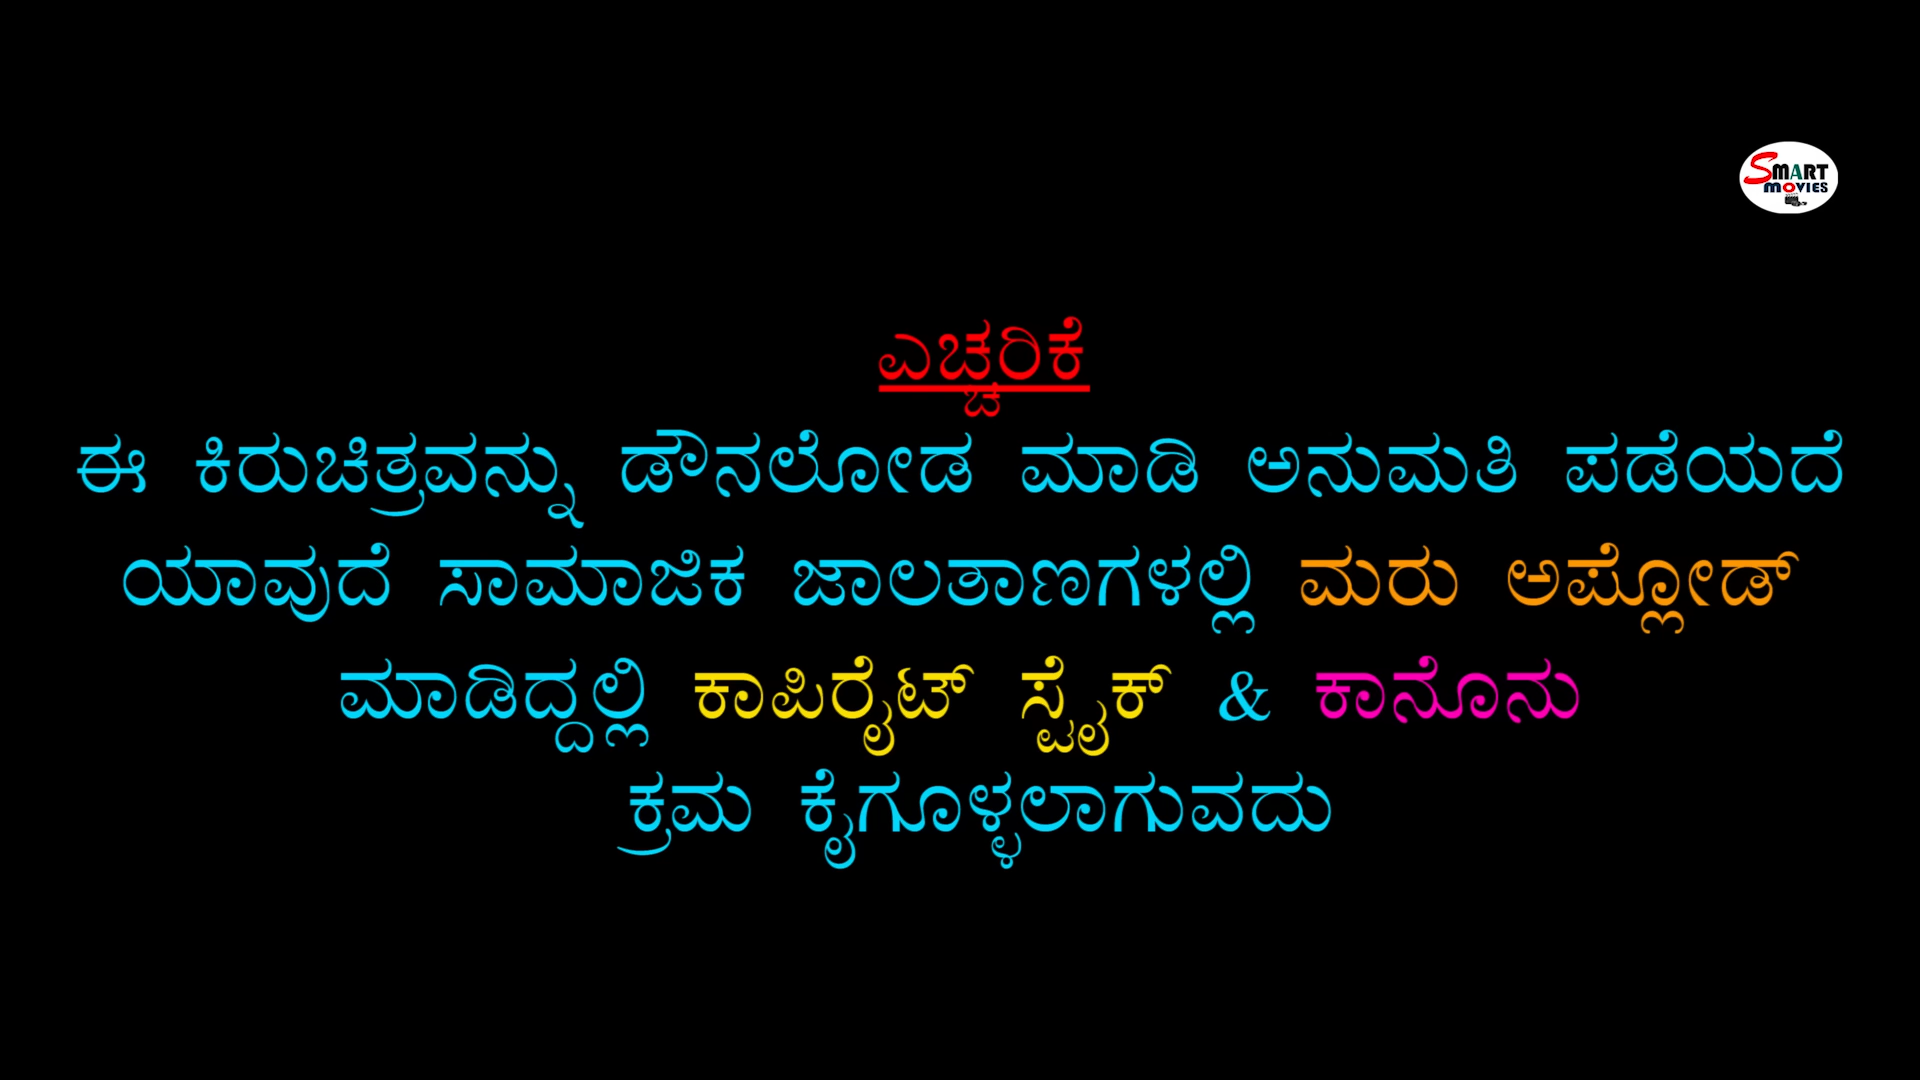 SMART
MOVIES
ಎಚ್ಚರಿಕೆ
ಈ ಕಿರುಚಿತ್ರವನ್ನು ಡೌನಲೋಡ ಮಾಡಿ ಅನುಮತಿ ಪಡೆಯದೆ
ಯಾವುದೆ ಸಾಮಾಜಿಕ ಜಾಲತಾಣಗಳಲ್ಲಿ ಮರು ಅಪ್ಲೋಡ್
ಮಾಡಿದ್ದಲ್ಲಿ ಕಾಪಿರೈಟ್ ಸ್ಟೈಕ್ & ಕಾನೊನು
ಕ್ರಮ ಕೈಗೂಳ್ಳಲಾಗುವದು